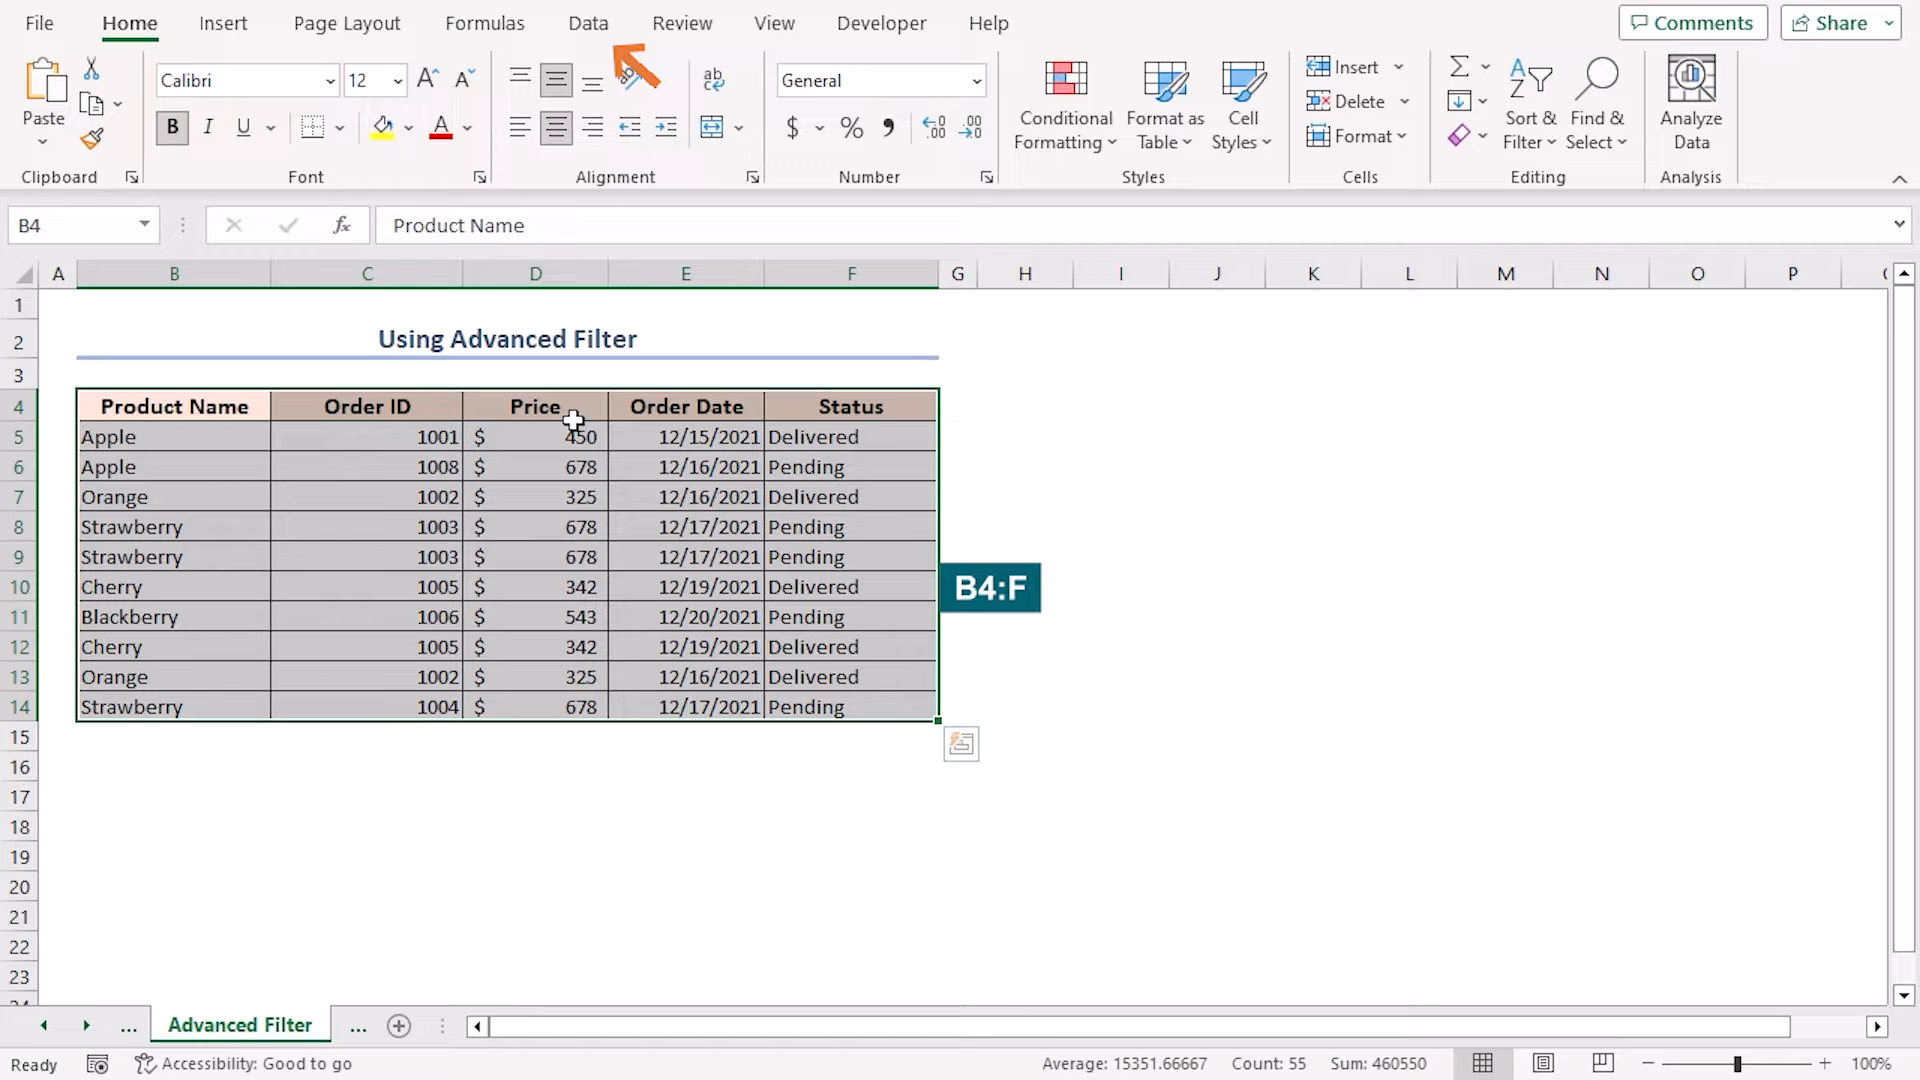 File Home Insert Page Layout Formulas Data Review View Developer Help Comments Share
Calibri 12 General
Paste
B I U A $ % 9
Conditional Formatting
Format as Table
Cell Styles
Insert
Delete
Format
Sort & Filter
Find & Select
Analyze Data
Clipboard Font Alignment Number Styles Cells Editing Analysis
B4 fx Product Name
A B C D E F G H I J K L M N O P
1
2 Using Advanced Filter
3
4 Product Name Order ID Price Order Date Status
5 Apple 1001 $ 450 12/15/2021 Delivered
6 Apple 1008 $ 678 12/16/2021 Pending
7 Orange 1002 $ 325 12/16/2021 Delivered
8 Strawberry 1003 $ 678 12/17/2021 Pending
9 Strawberry 1003 $ 678 12/17/2021 Pending
10 Cherry 1005 $ 342 12/19/2021 Delivered
B4:F
11 Blackberry 1006 $ 543 12/20/2021 Pending
12 Cherry 1005 $ 342 12/19/2021 Delivered
13 Orange 1002 $ 325 12/16/2021 Delivered
14 Strawberry 1004 $ 678 12/17/2021 Pending
15
16
17
18
19
20
21
22
23
... Advanced Filter ...
Ready Accessibility: Good to go Average: 15351.66667 Count: 55 Sum: 460550 100%